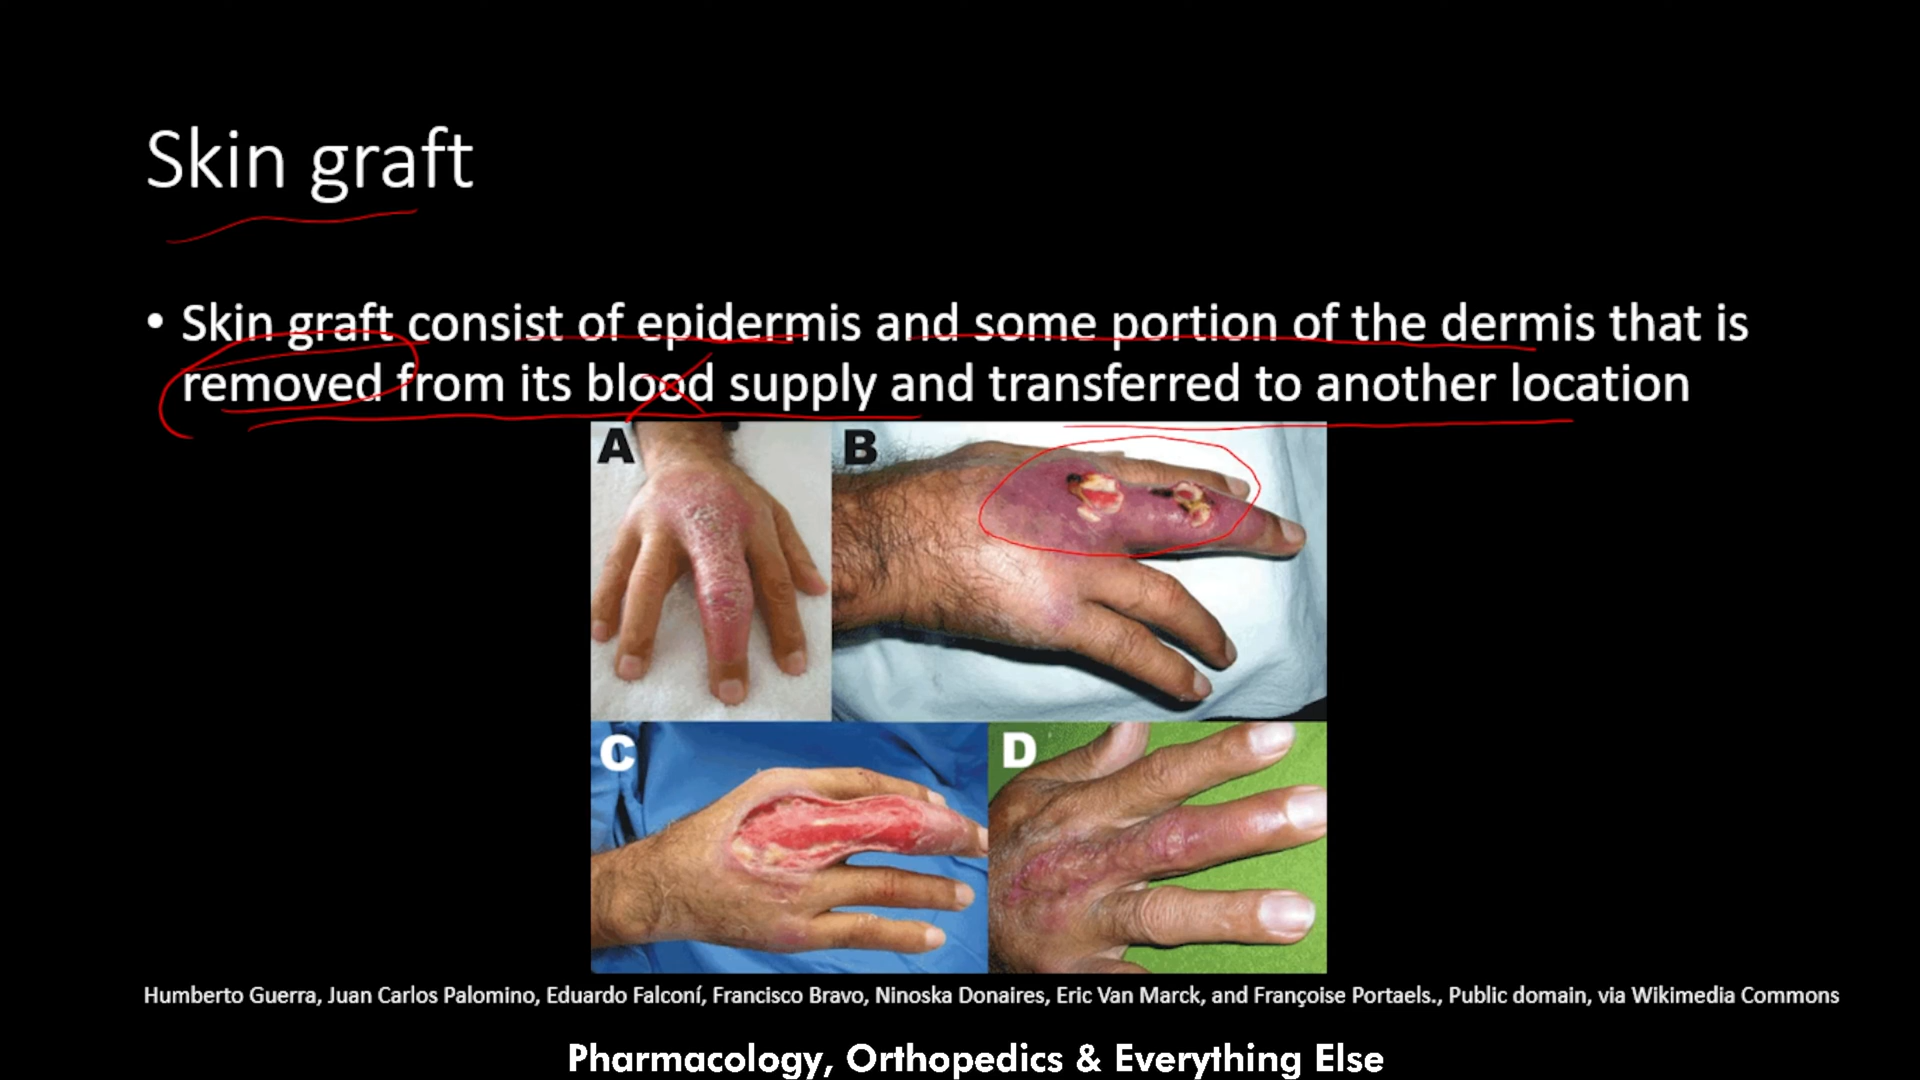 Skin graft
• Skin graft consist of epidermis and some portion of the dermis that is
removed from its blood supply and transferred to another location
A
B
C
D
Humberto Guerra, Juan Carlos Palomino, Eduardo Falconí, Francisco Bravo, Ninoska Donaires, Eric Van Marck, and Françoise Portaels., Public domain, via Wikimedia Commons
Pharmacology, Orthopedics & Everything Else